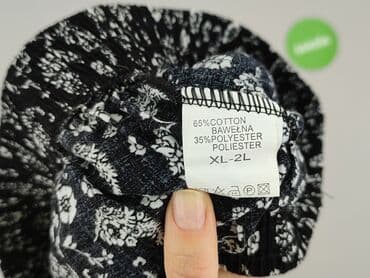 65%COTTON
BAWEŁNA
35%POLYESTER
POLIESTER
XL-2L